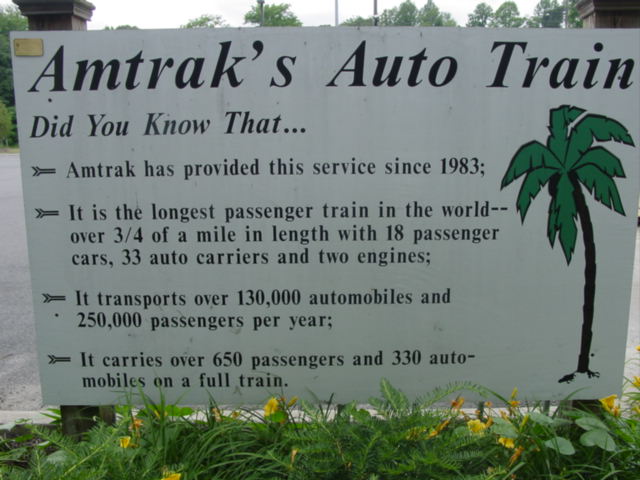 Amtrak's Auto Train
Did You Know That...
Amtrak has provided this service since 1983;
It is the longest passenger train in the world--
over 3/4 of a mile in length with 18 passenger
cars, 33 auto carriers and two engines;
It transports over 130,000 automobiles and
250,000 passengers per year;
It carries over 650 passengers and 330 auto-
mobiles on a full train.